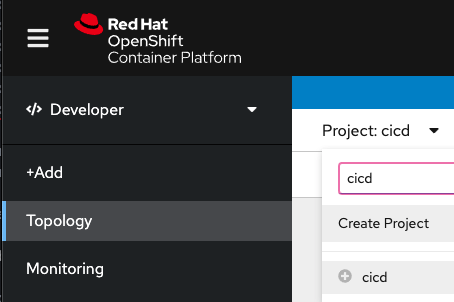 Red Hat
OpenShift
Container Platform
</> Developer
Project: cicd
+Add
cicd
Topology
Create Project
Monitoring
cicd